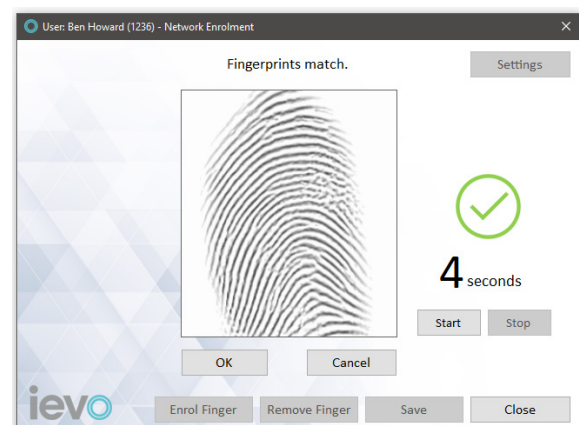 User: Ben Howard (1236) - Network Enrolment
Fingerprints match.
Settings
4 seconds
Start Stop
OK Cancel
ievo
Enrol Finger Remove Finger Save Close